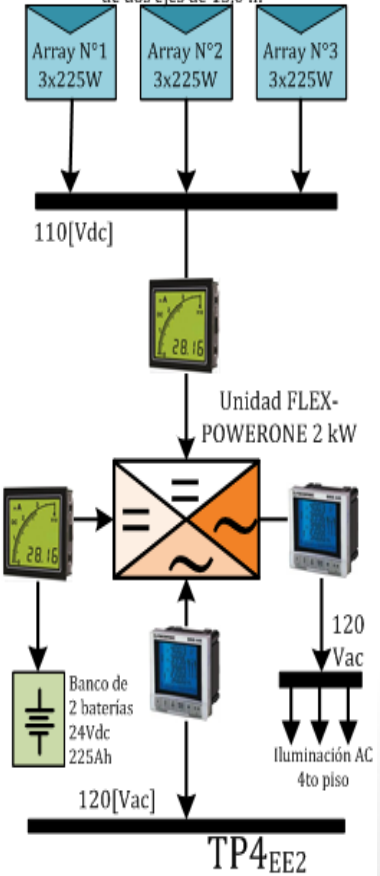 Array N°1
3x225W
Array N°2
3x225W
Array N°3
3x225W
110[Vdc]
28.16
Unidad FLEX-
POWERONE 2 kW
28.16
120
Vac
Banco de
2 baterías
24Vdc
225Ah
Iluminación AC
4to piso
120[Vac]
TP4EE2